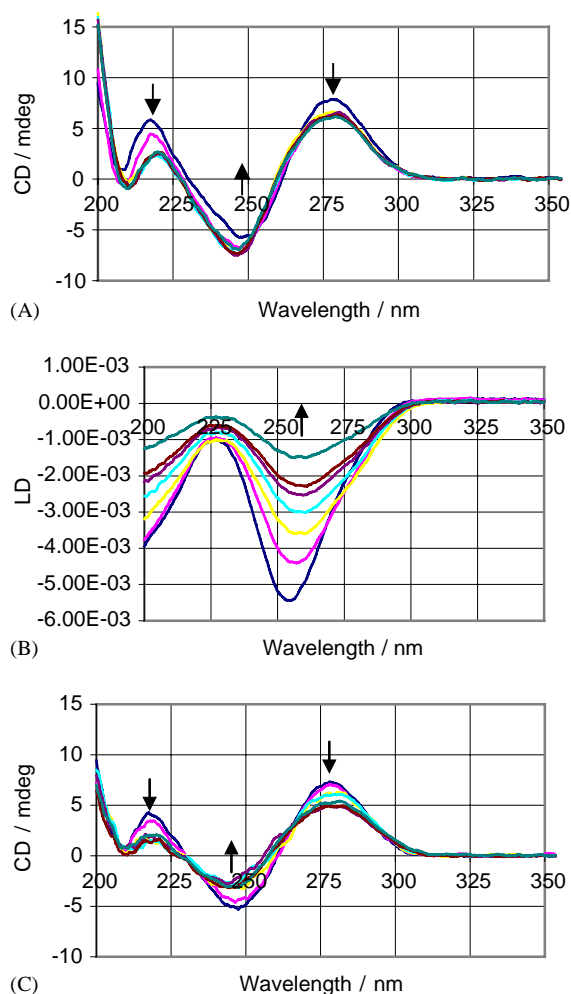 15
10
5
0
-5
-10
CD / mdeg
200 225 250 275 300 325 350
Wavelength / nm
(A)
1.00E-03
0.00E+00
-1.00E-03
-2.00E-03
-3.00E-03
-4.00E-03
-5.00E-03
-6.00E-03
LD
200 225 250 275 300 325 350
Wavelength / nm
(B)
15
10
5
0
-5
-10
CD / mdeg
200 225 250 275 300 325 350
Wavelength / nm
(C)